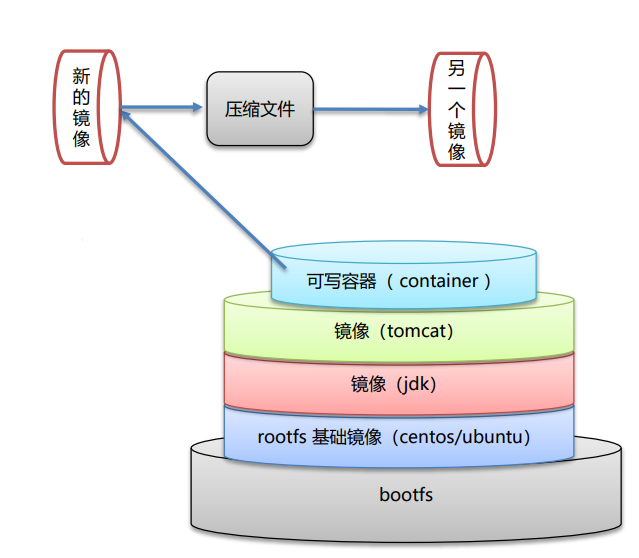 新的镜像
压缩文件
另一个镜像
可写容器（ container ）
镜像（tomcat）
镜像（jdk）
rootfs 基础镜像（centos/ubuntu）
bootfs